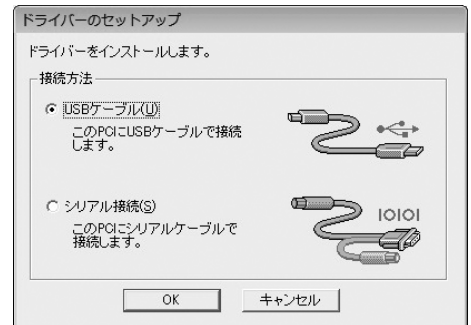 ドライバーのセットアップ
ドライバーをインストールします。
接続方法
USBケーブル(U)
このPCにUSBケーブルで接続
します。
シリアル接続(S)
このPCにシリアルケーブルで
接続します。
IOIOI
OK
キャンセル